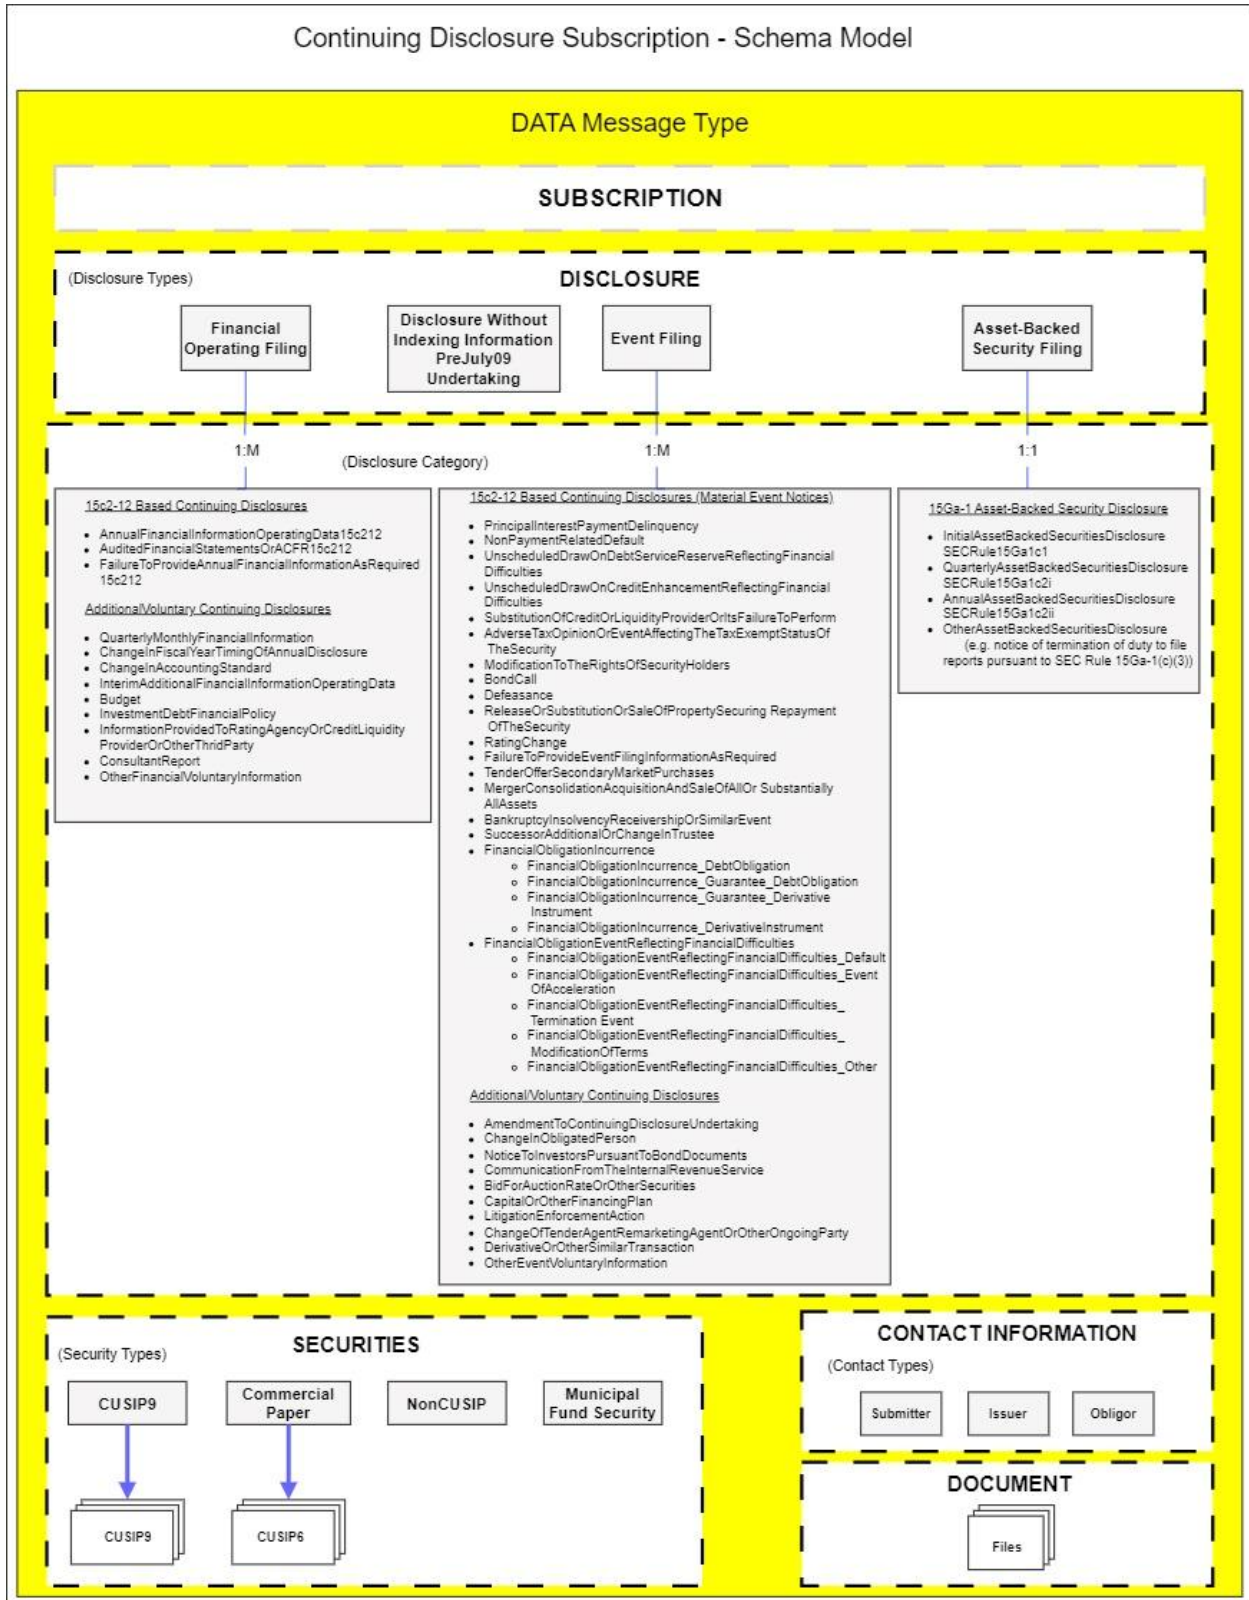 Continuing Disclosure Subscription - Schema Model
DATA Message Type
SUBSCRIPTION
DISCLOSURE
(Disclosure Types)
Financial
Operating Filing
Disclosure Without
Indexing Information
PreJuly09
Undertaking
Event Filing
Asset-Backed
Security Filing
1:M
1:M
1:1
(Disclosure Category)
15c2-12 Based Continuing Disclosures
• AnnualFinancialInformationOperatingData15c212
• AuditedFinancialStatementsOrACFR15c212
• FailureToProvideAnnualFinancialInformationAsRequired
15c212
Additional/Voluntary Continuing Disclosures
• QuarterlyMonthlyFinancialInformation
• ChangeInFiscalYearTimingOfAnnualDisclosure
• ChangeInAccountingStandard
• InterimAdditionalFinancialInformationOperatingData
• Budget
• InvestmentDebtFinancialPolicy
• InformationProvidedToRatingAgencyOrCreditLiquidity
ProviderOrOtherThridParty
• ConsultantReport
• OtherFinancialVoluntaryInformation
15c2-12 Based Continuing Disclosures (Material Event Notices)
• PrincipalInterestPaymentDelinquency
• NonPaymentRelatedDefault
• UnscheduledDrawOnDebtServiceReserveReflectingFinancial
Difficulties
• UnscheduledDrawOnCreditEnhancementReflectingFinancial
Difficulties
• SubstitutionOfCreditOrLiquidityProviderOrItsFailureToPerform
• AdverseTaxOpinionOrEventAffectingTheTaxExemptStatusOf
TheSecurity
• ModificationToTheRightsOfSecurityHolders
• BondCall
• Defeasance
• ReleaseOrSubstitutionOrSaleOfPropertySecuring Repayment
OfTheSecurity
• RatingChange
• FailureToProvideEventFilingInformationAsRequired
• TenderOfferSecondaryMarketPurchases
• MergerConsolidationAcquisitionAndSaleOfAllOr Substantially
AllAssets
• BankruptcyInsolvencyReceivershipOrSimilarEvent
• SuccessorAdditionalOrChangeInTrustee
• FinancialObligationIncurrence
o FinancialObligationIncurrence_DebtObligation
o FinancialObligationIncurrence_Guarantee_DebtObligation
o FinancialObligationIncurrence_Guarantee_Derivative
Instrument
o FinancialObligationIncurrence_DerivativeInstrument
• FinancialObligationEventReflectingFinancialDifficulties
o FinancialObligationEventReflectingFinancialDifficulties_Default
o FinancialObligationEventReflectingFinancialDifficulties_Event
OfAcceleration
o FinancialObligationEventReflectingFinancialDifficulties_
Termination Event
o FinancialObligationEventReflectingFinancialDifficulties_
ModificationOfTerms
o FinancialObligationEventReflectingFinancialDifficulties_Other
Additional/Voluntary Continuing Disclosures
• AmendmentToContinuingDisclosureUndertaking
• ChangeInObligatedPerson
• NoticeToInvestorsPursuantToBondDocuments
• CommunicationFromTheInternalRevenueService
• BidForAuctionRateOrOtherSecurities
• CapitalOrOtherFinancingPlan
• LitigationEnforcementAction
• ChangeOfTenderAgentRemarketingAgentOrOtherOngoingParty
• DerivativeOrOtherSimilarTransaction
• OtherEventVoluntaryInformation
15Ga-1 Asset-Backed Security Disclosure
• InitialAssetBackedSecuritiesDisclosure
SECRule15Ga1c1
• QuarterlyAssetBackedSecuritiesDisclosure
SECRule15Ga1c2i
• AnnualAssetBackedSecuritiesDisclosure
SECRule15Ga1c2ii
• OtherAssetBackedSecuritiesDisclosure
(e.g. notice of termination of duty to file
reports pursuant to SEC Rule 15Ga-1(c)(3))
SECURITIES
(Security Types)
CUSIP9
Commercial
Paper
NonCUSIP
Municipal
Fund Security
CUSIP9
CUSIP6
CONTACT INFORMATION
(Contact Types)
Submitter
Issuer
Obligor
DOCUMENT
Files